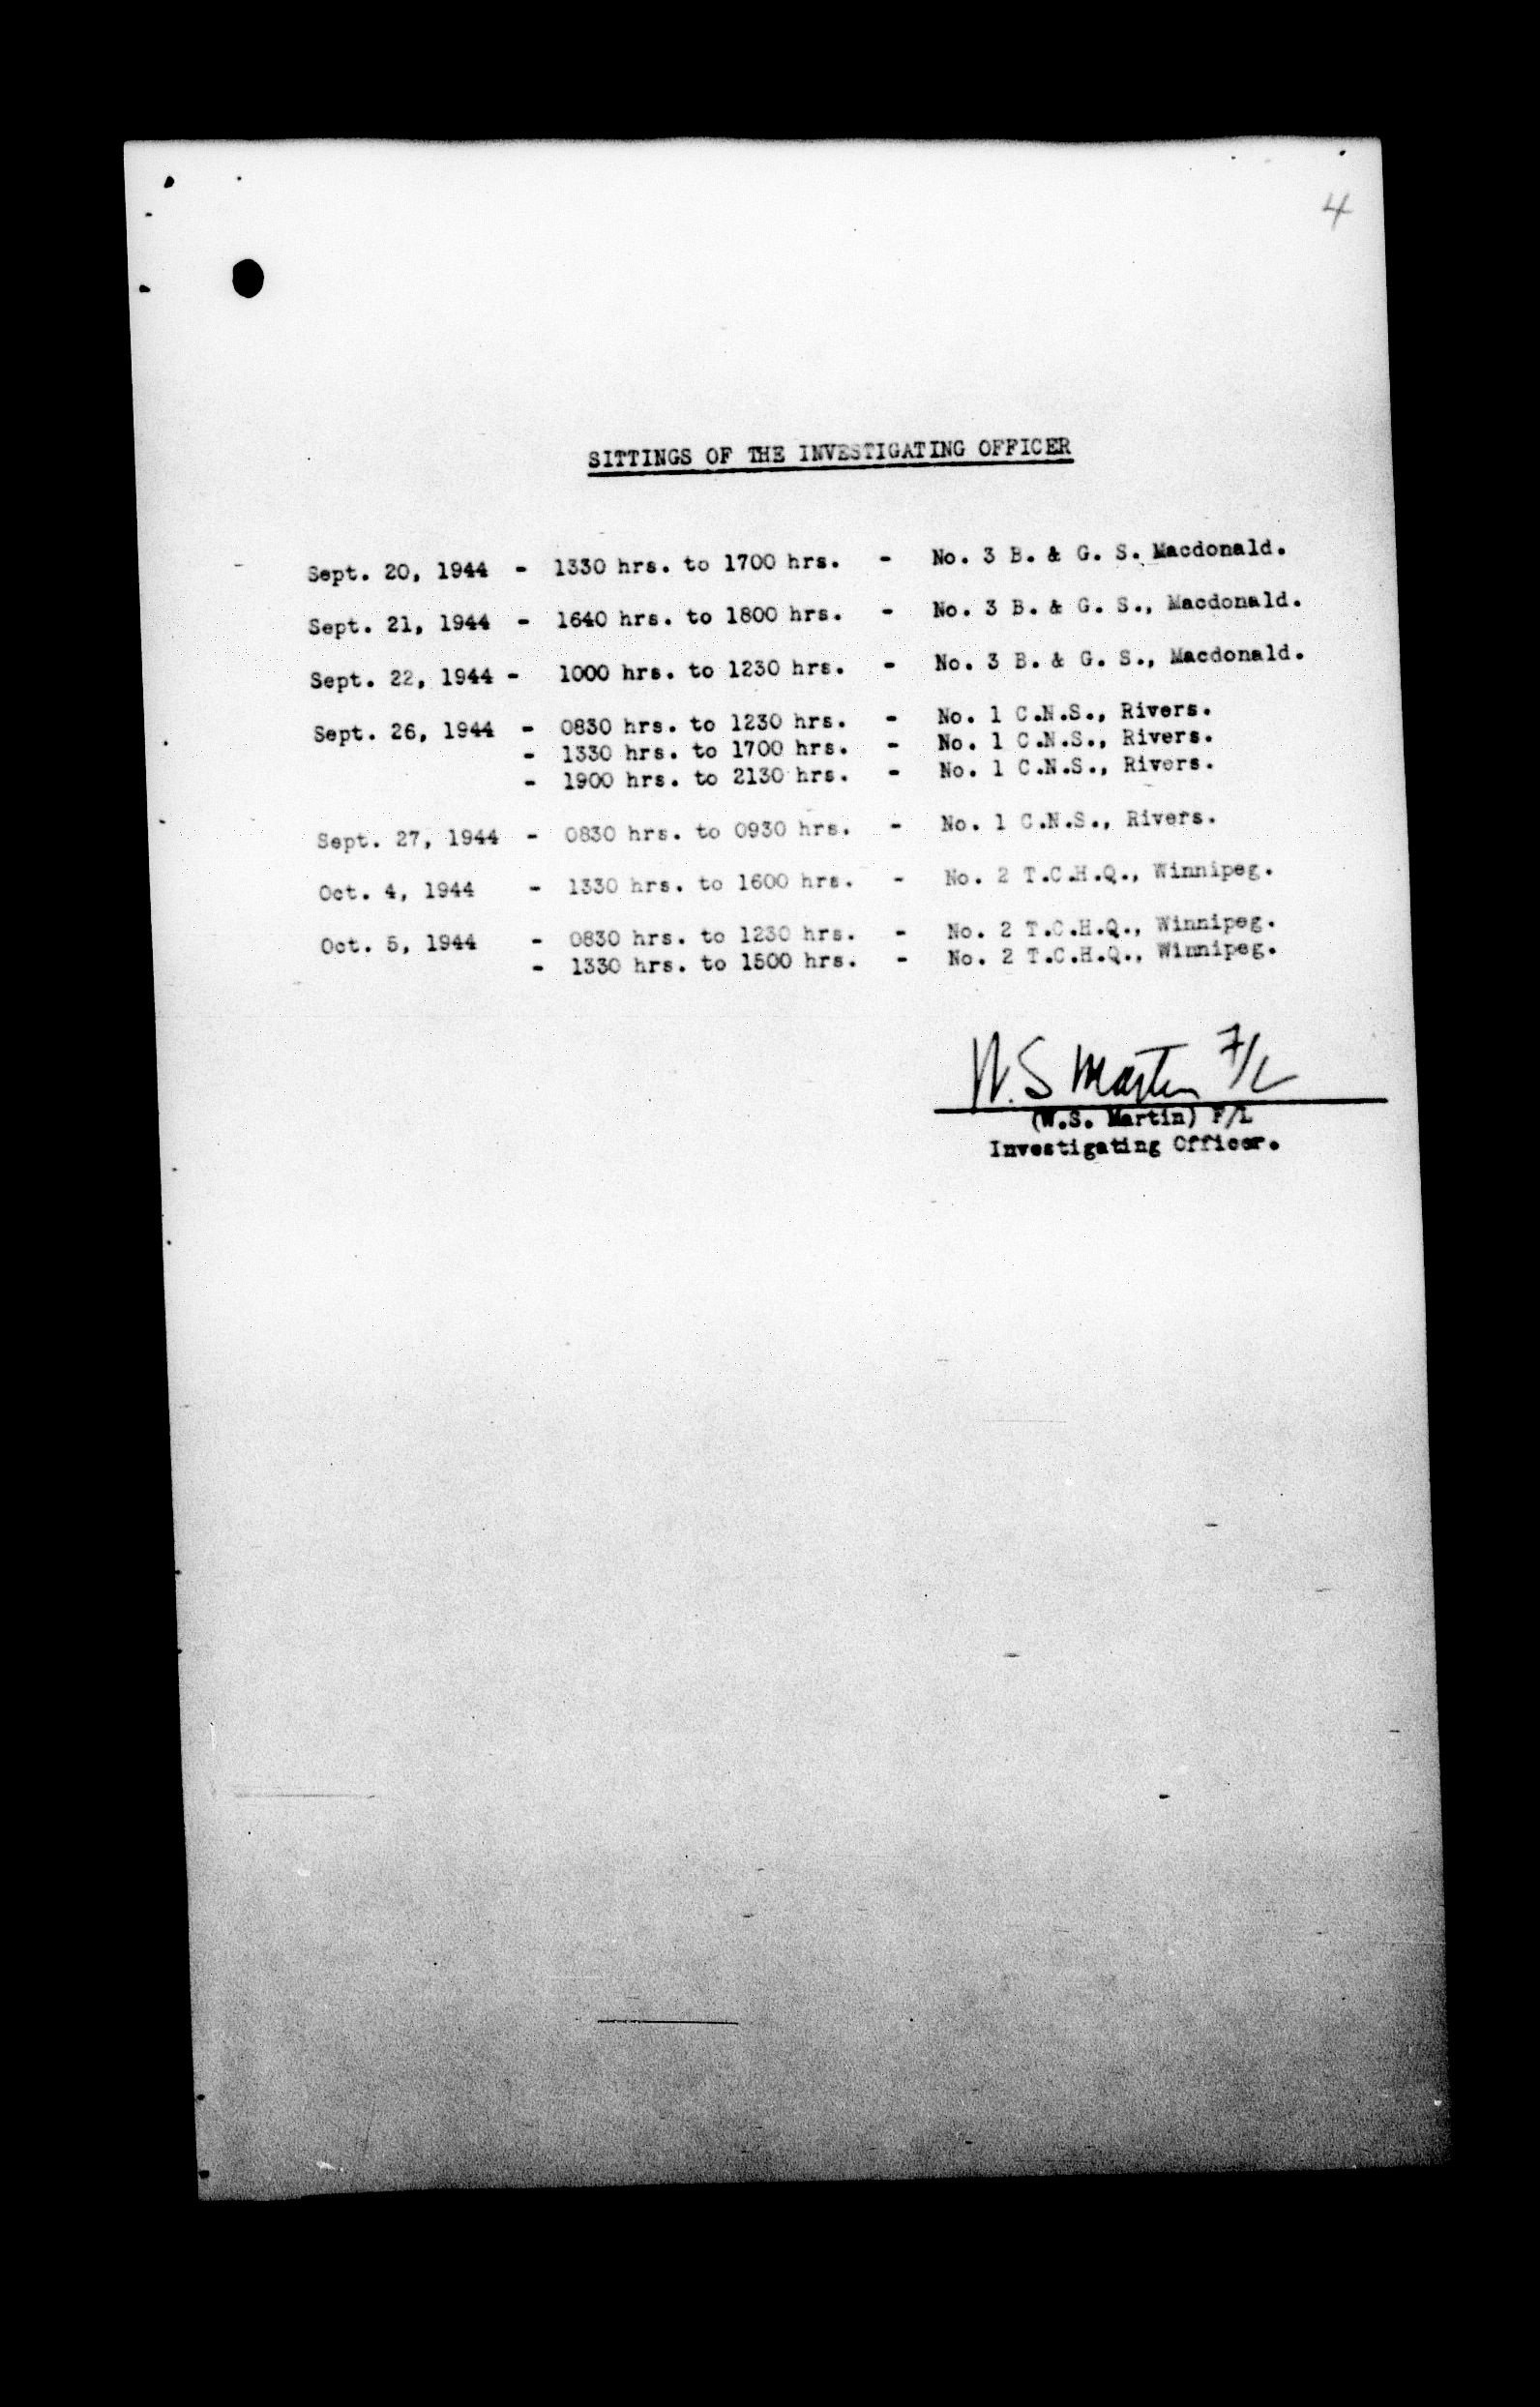 4
SITTINGS OF THE INVESTIGATING OFFICER
Sept. 20, 1944 - 1330 hrs. to 1700 hrs. - No. 3 B. & G. S. Macdonald.
Sept. 21, 1944 - 1640 hrs. to 1800 hrs. - No. 3 B. & G. S., Macdonald.
Sept. 22, 1944 - 1000 hrs. to 1230 hrs. - No. 3 B. & G. S., Macdonald.
Sept. 26, 1944 - 0830 hrs. to 1230 hrs. - No. 1 C.N.S., Rivers.
- 1330 hrs. to 1700 hrs. - No. 1 C.N.S., Rivers.
- 1900 hrs. to 2130 hrs. - No. 1 C.N.S., Rivers.
Sept. 27, 1944 - 0830 hrs. to 0930 hrs. - No. 1 C.N.S., Rivers.
Oct. 4, 1944 - 1330 hrs. to 1600 hrs. - No. 2 T.C.H.Q., Winnipeg.
Oct. 5, 1944 - 0830 hrs. to 1230 hrs. - No. 2 T.C.H.Q., Winnipeg.
- 1330 hrs. to 1500 hrs. - No. 2 T.C.H.Q., Winnipeg.
W. S Martin F/L
(W.S. Martin) F/L
Investigating Officer.